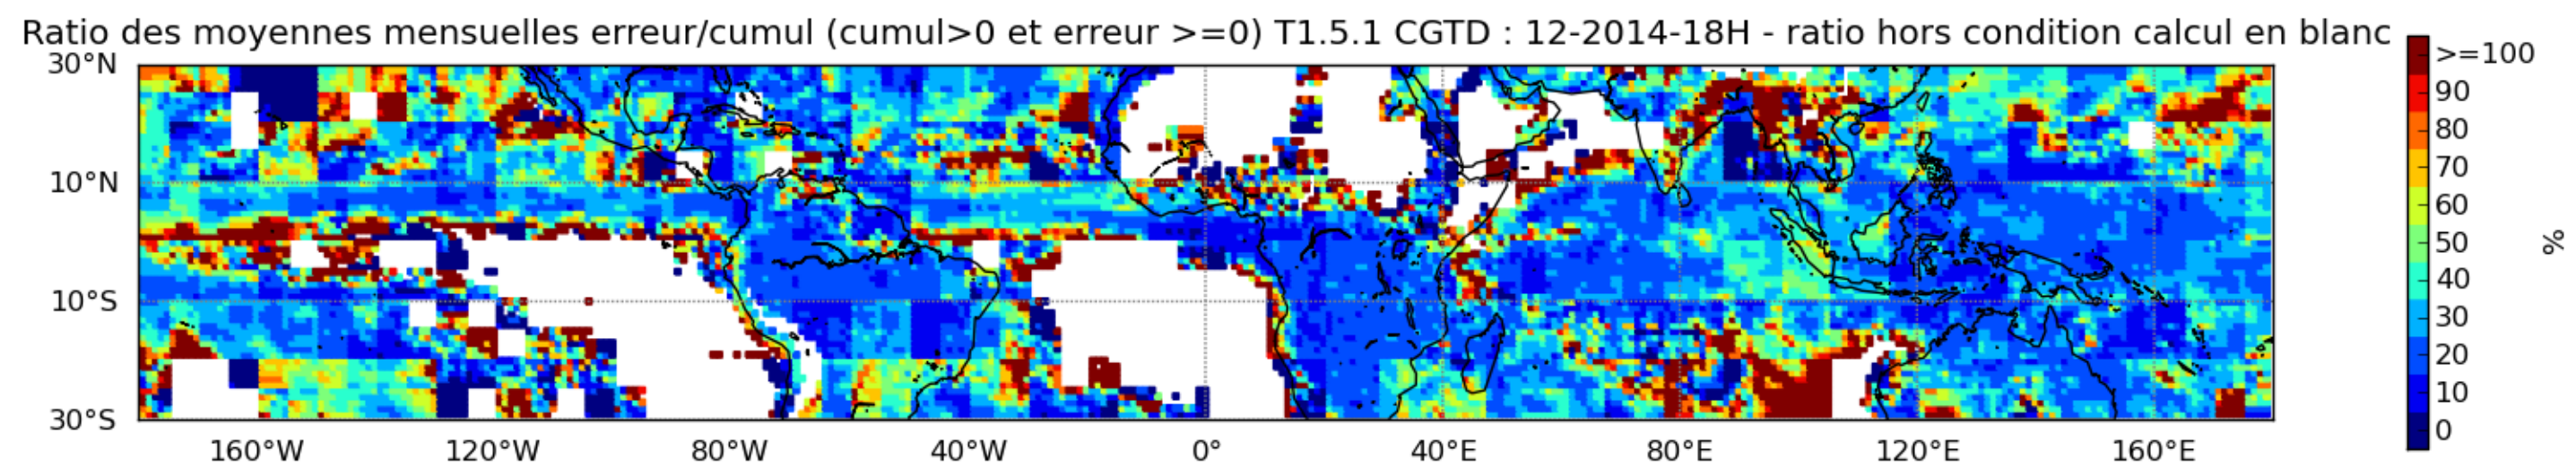 Ratio des moyennes mensuelles erreur/cumul (cumul>0 et erreur >=0) T1.5.1 CGTD : 12-2014-18H - ratio hors condition calcul en blanc
30°N
10°N
10°S
30°S
160°W 120°W 80°W 40°W 0° 40°E 80°E 120°E 160°E
>=100
90
80
70
60
50
40
30
20
10
0
%